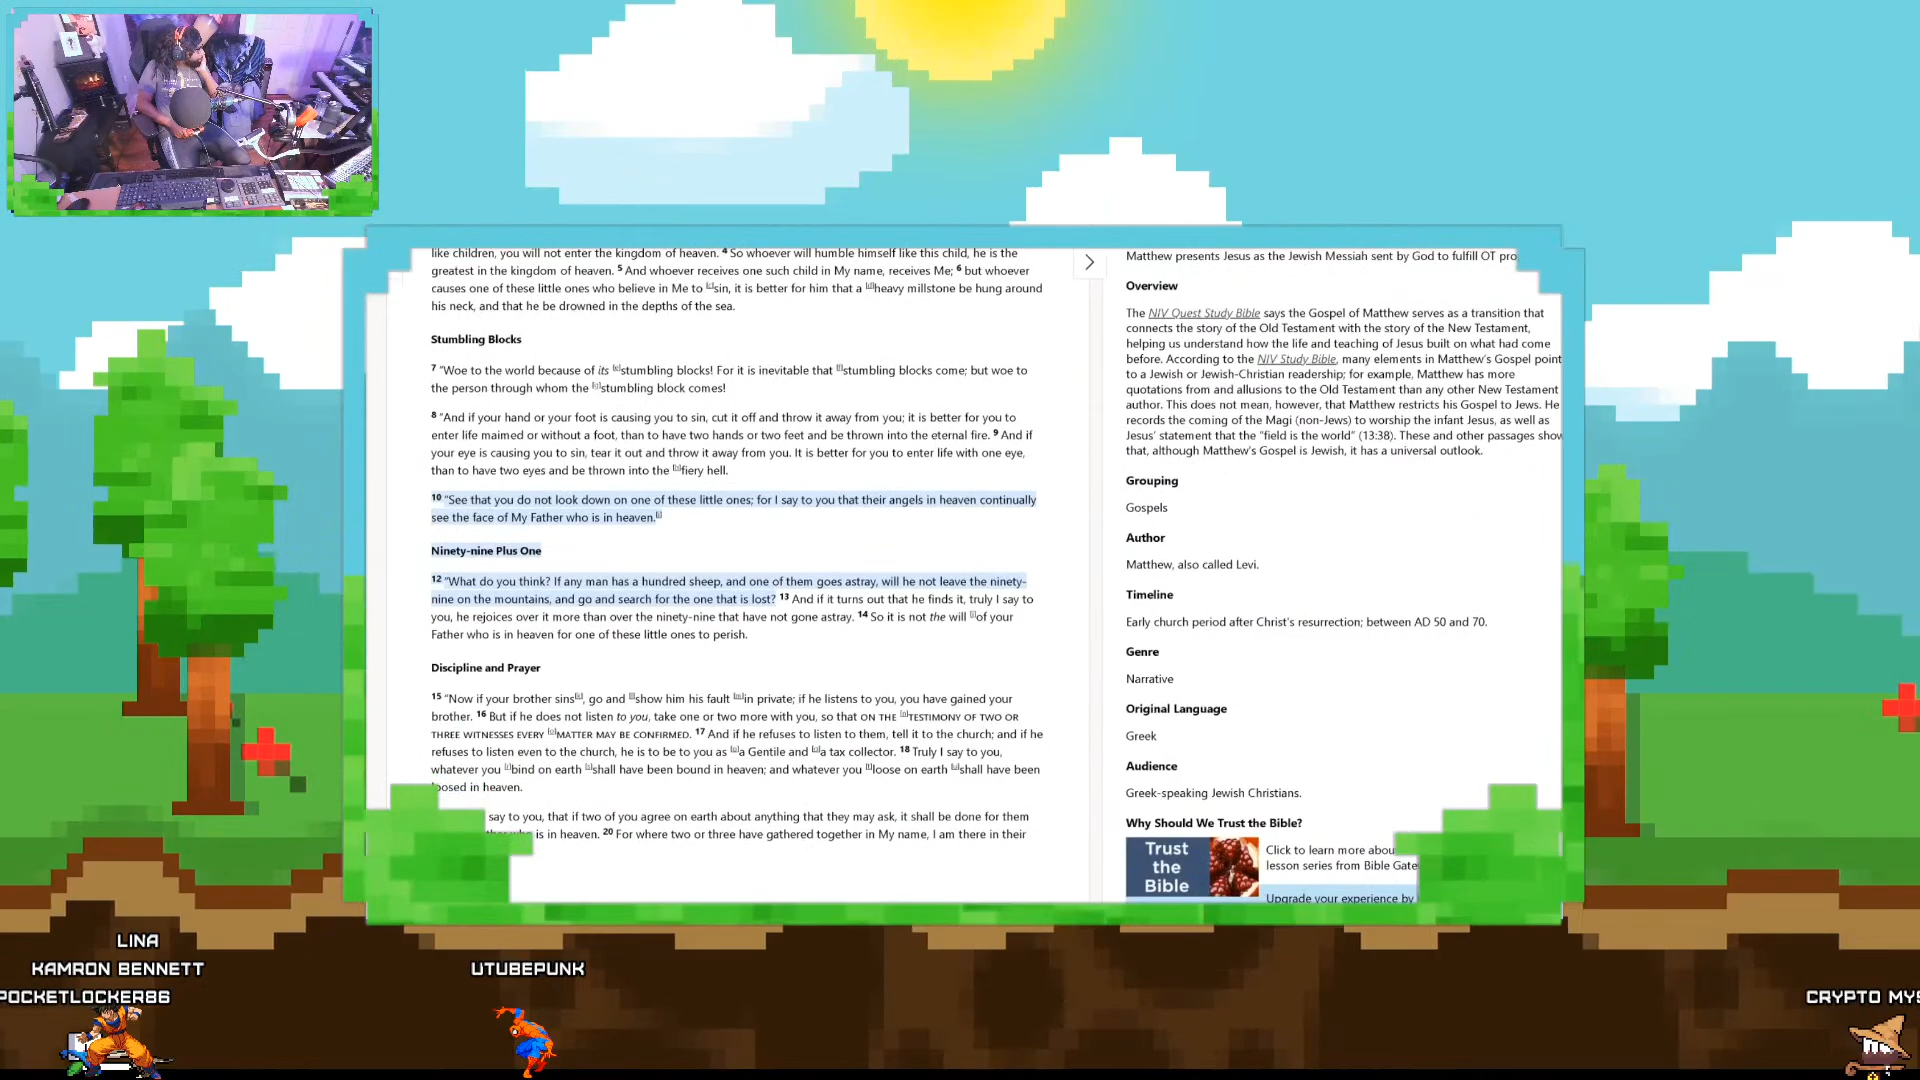 like children, you will not enter the kingdom of heaven. 4 So whoever will humble himself like this child, he is the
greatest in the kingdom of heaven. 5 And whoever receives one such child in My name, receives Me; 6 but whoever
causes one of these little ones who believe in Me to [c]sin, it is better for him that a [d]heavy millstone be hung around
his neck, and that he be drowned in the depths of the sea.
Stumbling Blocks
7 "Woe to the world because of its [e]stumbling blocks! For it is inevitable that [f]stumbling blocks come; but woe to
the person through whom the [g]stumbling block comes!
8 "And if your hand or your foot is causing you to sin, cut it off and throw it away from you; it is better for you to
enter life maimed or without a foot, than to have two hands or two feet and be thrown into the eternal fire. 9 And if
your eye is causing you to sin, tear it out and throw it away from you. It is better for you to enter life with one eye,
than to have two eyes and be thrown into the [h]fiery hell.
10 "See that you do not look down on one of these little ones; for I say to you that their angels in heaven continually
see the face of My Father who is in heaven.[i]
Ninety-nine Plus One
12 "What do you think? If any man has a hundred sheep, and one of them goes astray, will he not leave the ninety-
nine on the mountains, and go and search for the one that is lost? 13 And if it turns out that he finds it, truly I say to
you, he rejoices over it more than over the ninety-nine that have not gone astray. 14 So it is not the will [j]of your
Father who is in heaven for one of these little ones to perish.
Discipline and Prayer
15 "Now if your brother sins[k], go and [l]show him his fault [m]in private; if he listens to you, you have gained your
brother. 16 But if he does not listen to you, take one or two more with you, so that ON THE [n]TESTIMONY OF TWO OR
THREE WITNESSES EVERY [o]MATTER MAY BE CONFIRMED. 17 And if he refuses to listen to them, tell it to the church; and if he
refuses to listen even to the church, he is to be to you as [p]a Gentile and [q]a tax collector. 18 Truly I say to you,
whatever you [r]bind on earth [s]shall have been bound in heaven; and whatever you [t]loose on earth [u]shall have been
loosed in heaven.
say to you, that if two of you agree on earth about anything that they may ask, it shall be done for them
is in heaven. 20 For where two or three have gathered together in My name, I am there in their
Matthew presents Jesus as the Jewish Messiah sent by God to fulfill OT pro
Overview
The NIV Quest Study Bible says the Gospel of Matthew serves as a transition that
connects the story of the Old Testament with the story of the New Testament,
helping us understand how the life and teaching of Jesus built on what had come
before. According to the NIV Study Bible, many elements in Matthew's Gospel point
to a Jewish or Jewish-Christian readership; for example, Matthew has more
quotations from and allusions to the Old Testament than any other New Testament
author. This does not mean, however, that Matthew restricts his Gospel to Jews. He
records the coming of the Magi (non-Jews) to worship the infant Jesus, as well as
Jesus' statement that the "field is the world" (13:38). These and other passages show
that, although Matthew's Gospel is Jewish, it has a universal outlook.
Grouping
Gospels
Author
Matthew, also called Levi.
Timeline
Early church period after Christ's resurrection; between AD 50 and 70.
Genre
Narrative
Original Language
Greek
Audience
Greek-speaking Jewish Christians.
Why Should We Trust the Bible?
Trust
the
Bible
Click to learn more abou
lesson series from Bible Gate
Upgrade your experience by
LINA
KAMRON BENNETT
POCKETLOCKER86
UTUBEPUNK
CRYPTO MYS